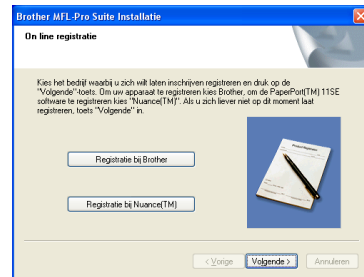 Brother MFL-Pro Suite Installatie
On line registratie
Kies het bedrijf waarbij u zich wilt laten inschrijven registreren en druk op de
"Volgende"-toets. Om uw apparaat te registreren kies Brother, om de PaperPort(TM) 11SE
software te registreren kies "Nuance(TM)". Als u zich liever niet op dit moment laat
registreren, toets "Volgende" in.
Registratie bij Brother
Registratie bij Nuance(TM)
< Vorige
Volgende >
Annuleren